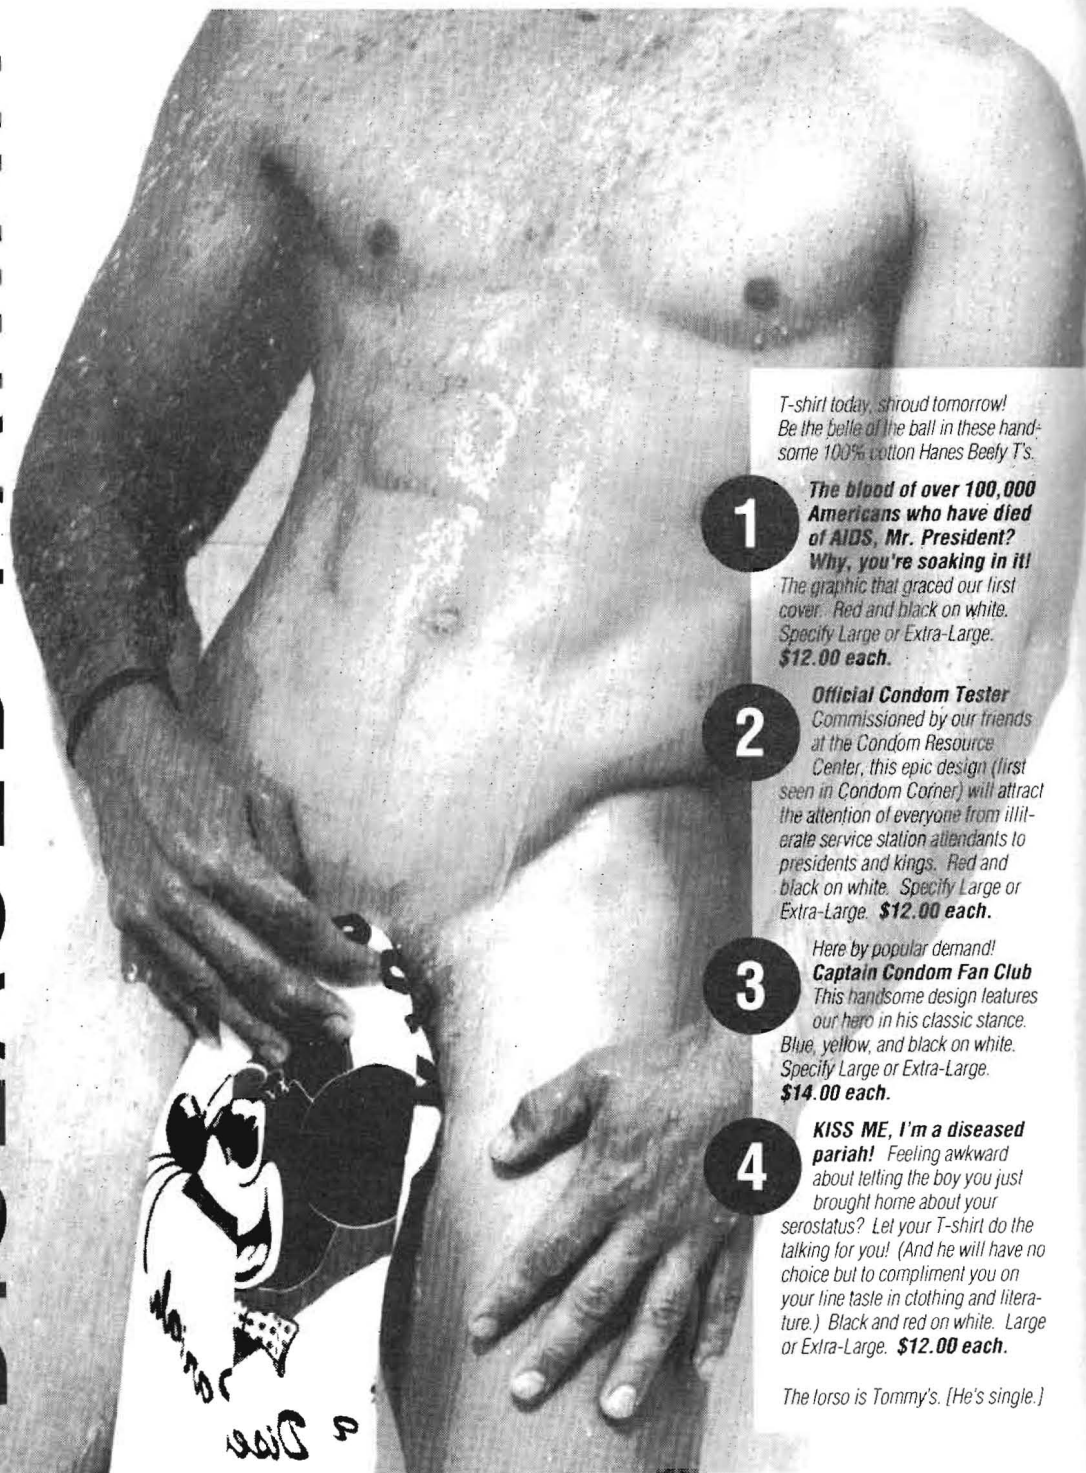 T-shirt today, shroud tomorrow!
Be the belle of the ball in these hand-
some 100% cotton Hanes Beefy T's.
1
The blood of over 100,000
Americans who have died
of AIDS, Mr. President?
Why, you're soaking in it!
The graphic that graced our first
cover. Red and black on white.
Specify Large or Extra-Large.
$12.00 each.
2
Official Condom Tester
Commissioned by our friends
at the Condom Resource
Center, this epic design (first
seen in Condom Corner) will attract
the attention of everyone from illit-
erate service station attendants to
presidents and kings. Red and
black on white. Specify Large or
Extra-Large. $12.00 each.
3
Here by popular demand!
Captain Condom Fan Club
This handsome design features
our hero in his classic stance.
Blue, yellow, and black on white.
Specify Large or Extra-Large.
$14.00 each.
4
KISS ME, I'm a diseased
pariah! Feeling awkward
about telling the boy you just
brought home about your
serostatus? Let your T-shirt do the
talking for you! (And he will have no
choice but to compliment you on
your fine taste in clothing and litera-
ture.) Black and red on white. Large
or Extra-Large. $12.00 each.
The torso is Tommy's. [He's single.]
a Dise